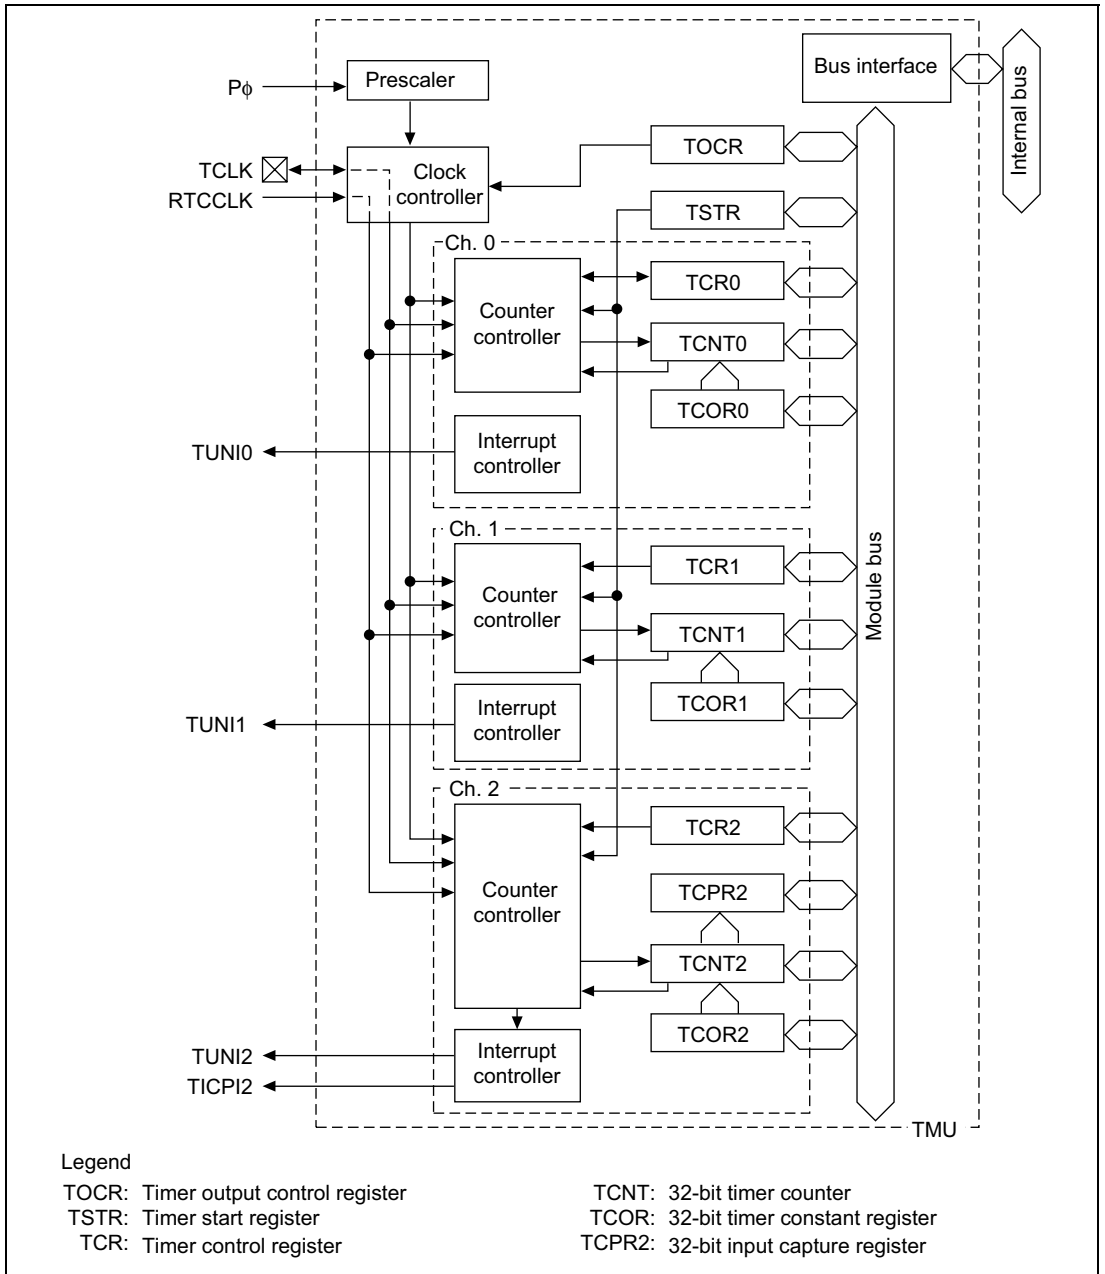 Bus interface
Internal bus
Prescaler
Pφ
TOCR
TCLK
Clock
controller
RTCCLK
TSTR
Ch. 0
TCR0
Counter
controller
TCNT0
TCOR0
Interrupt
controller
TUNI0
Module bus
Ch. 1
TCR1
Counter
controller
TCNT1
TCOR1
Interrupt
controller
TUNI1
Ch. 2
TCR2
TCPR2
Counter
controller
TCNT2
TCOR2
Interrupt
controller
TUNI2
TICPI2
TMU
Legend
TOCR: Timer output control register
TSTR: Timer start register
TCR: Timer control register
TCNT: 32-bit timer counter
TCOR: 32-bit timer constant register
TCPR2: 32-bit input capture register